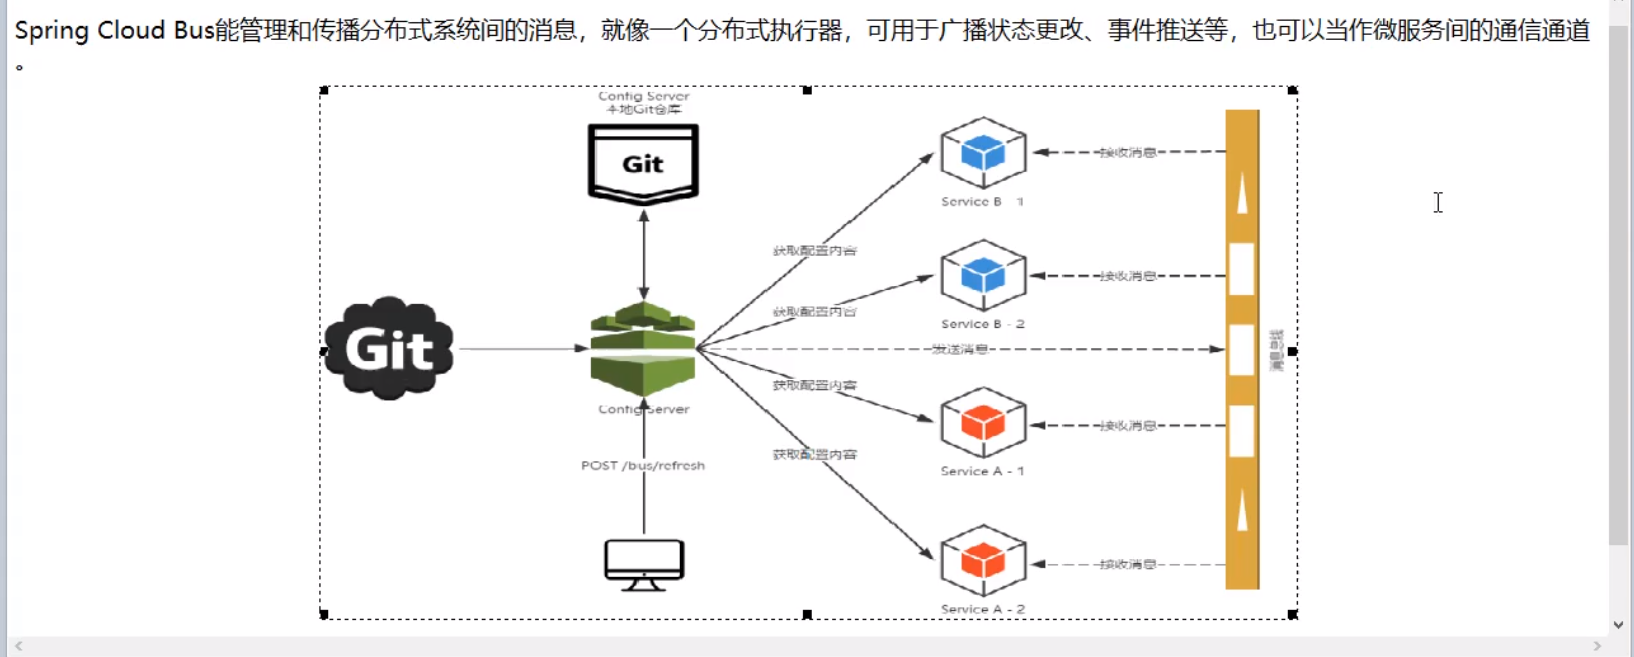 Spring Cloud Bus能管理和传播分布式系统间的消息，就像一个分布式执行器，可用于广播状态更改、事件推送等，也可以当作微服务间的通信通道
。
Config Server
本地Git仓库
Git
接收消息
Service B - 1
获取配置内容
接收消息
获取配置内容
Service B - 2
Git
发送消息
消息总线
获取配置内容
Config Server
接收消息
获取配置内容
POST /bus/refresh
Service A - 1
接收消息
Service A - 2